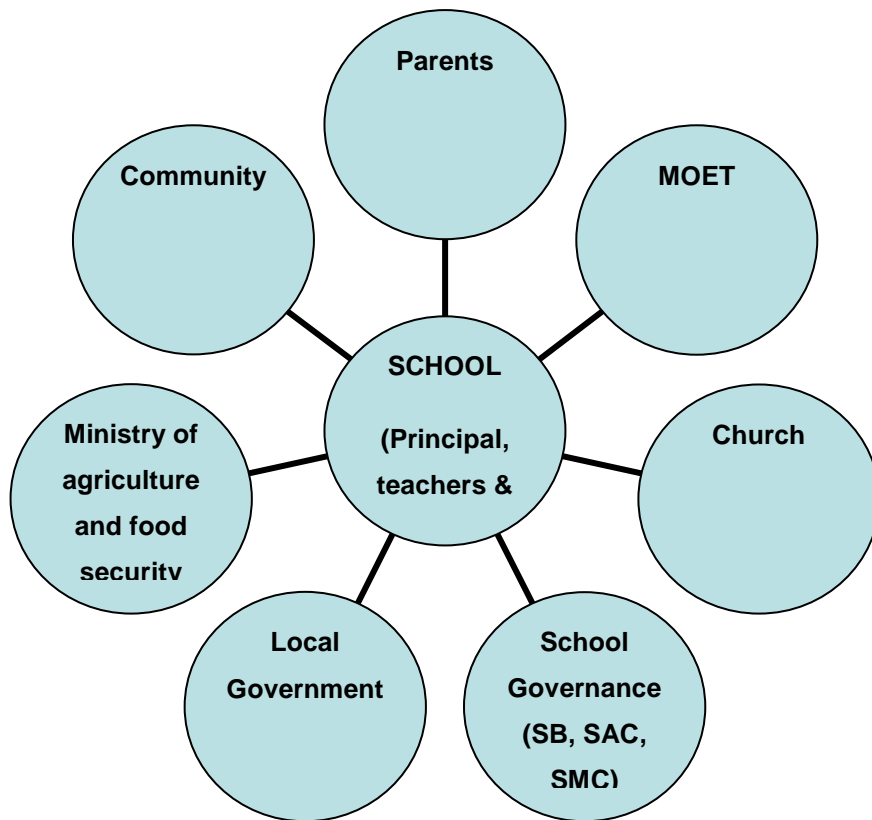 Parents
Community
MOET
SCHOOL
(Principal,
teachers &
Ministry of
agriculture
and food
security
Church
Local
Government
School
Governance
(SB, SAC,
SMC)